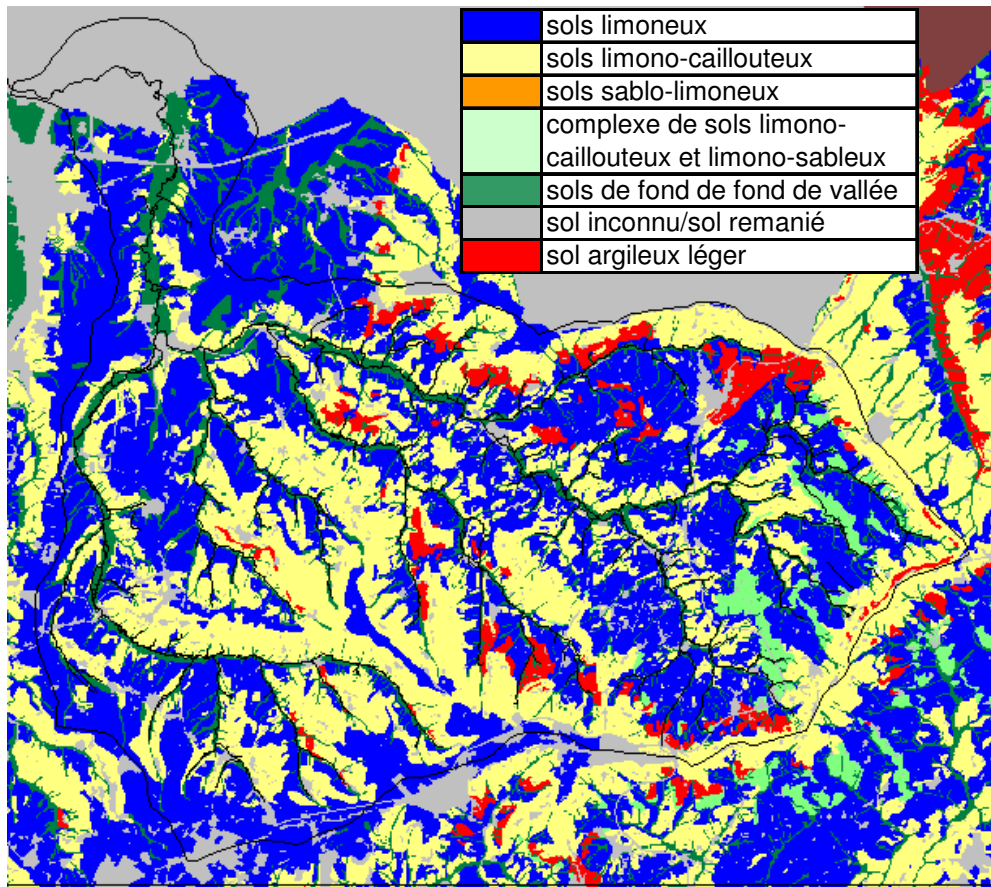 sols limoneux
sols limono-caillouteux
sols sablo-limoneux
complexe de sols limono-
caillouteux et limono-sableux
sols de fond de fond de vallée
sol inconnu/sol remanié
sol argileux léger